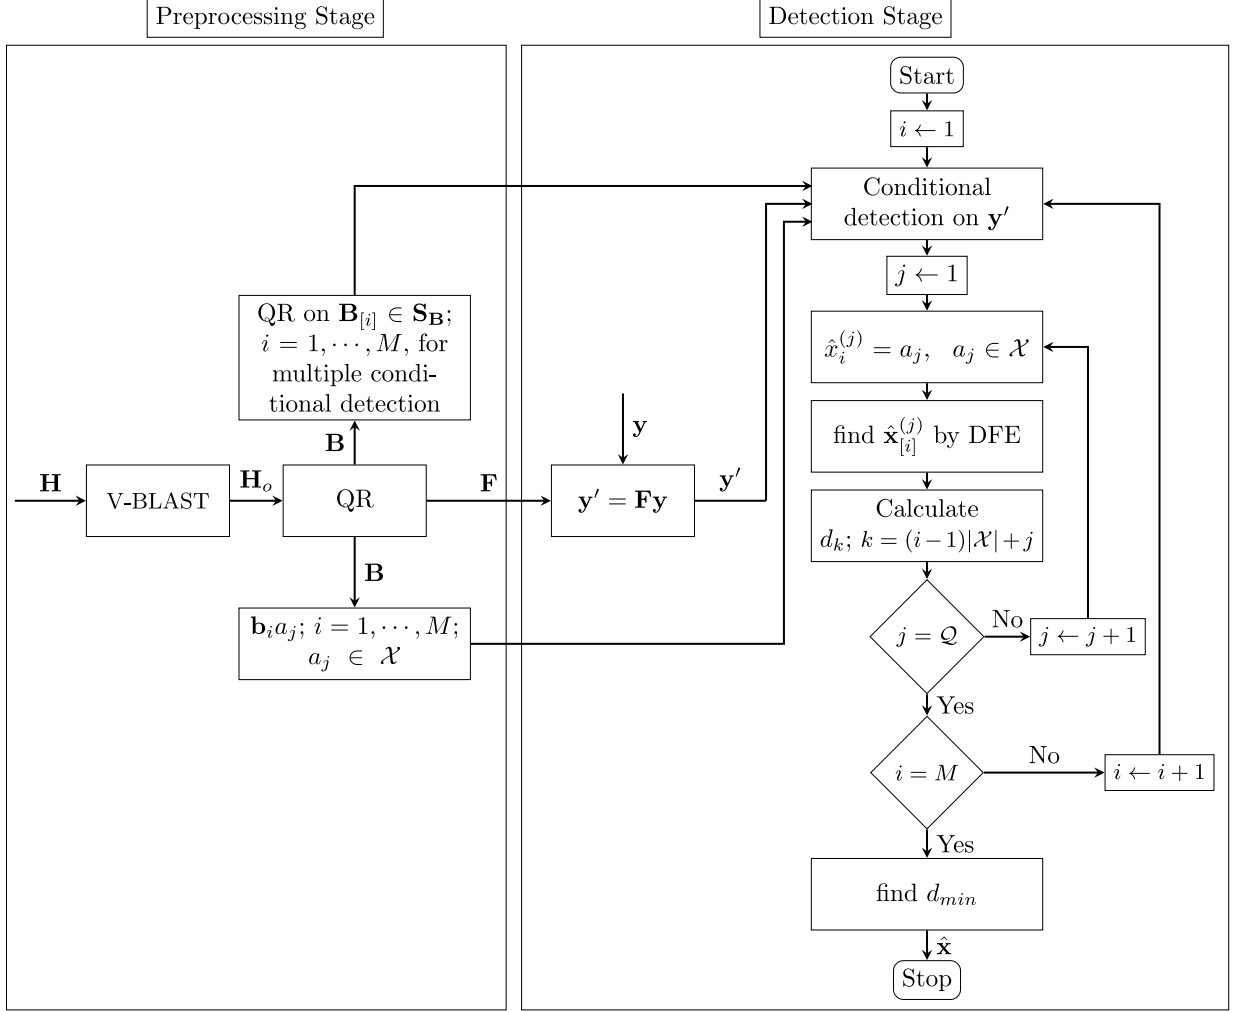 Preprocessing Stage
Detection Stage
Start
i ← 1
Conditional
detection on y′
j ← 1
QR on B[i] ∈ S_B;
i = 1, ⋯, M, for
multiple condi-
tional detection
x̂_i^(j) = a_j, a_j ∈ 𝒳
find x̂_[i]^(j) by DFE
B
y
H
V-BLAST
H_o
QR
F
y′ = Fy
y′
Calculate
d_k; k = (i−1)|𝒳|+j
B
b_i a_j; i = 1, ⋯, M;
a_j ∈ 𝒳
j = 𝒬
No
j ← j + 1
Yes
i = M
No
i ← i + 1
Yes
find d_min
x̂
Stop